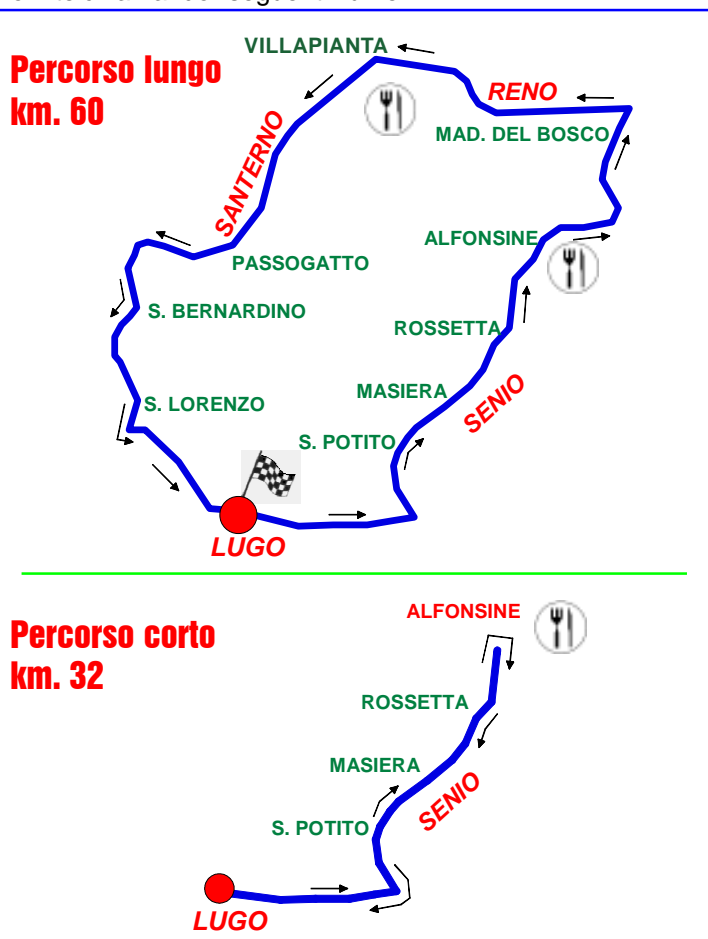 Percorso lungo
km. 60
VILLAPIANTA
RENO
MAD. DEL BOSCO
SANTERNO
ALFONSINE
PASSOGATTO
S. BERNARDINO
ROSSETTA
MASIERA
SENIO
S. LORENZO
S. POTITO
LUGO
Percorso corto
km. 32
ALFONSINE
ROSSETTA
MASIERA
SENIO
S. POTITO
LUGO